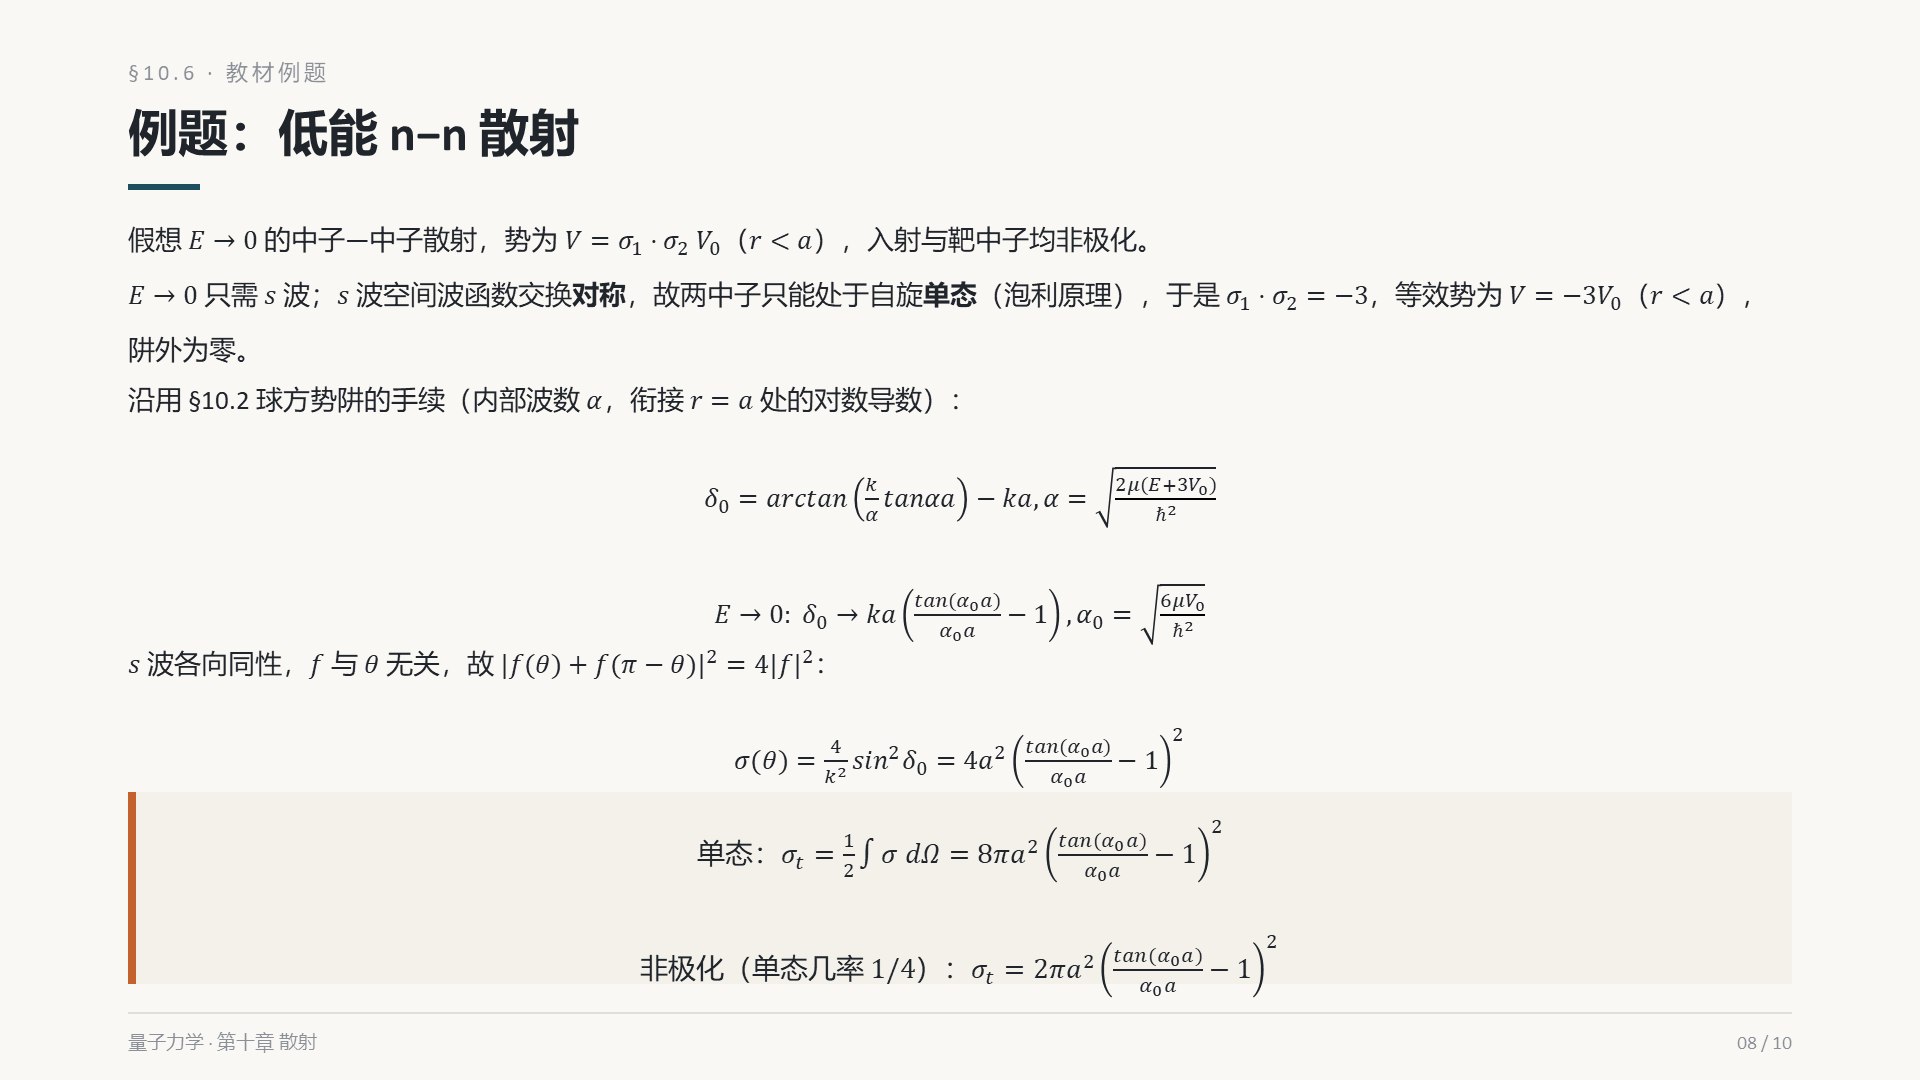 §10.6 · 教材例题
例题：低能 n–n 散射
假想 E → 0 的中子—中子散射，势为 V = σ₁ · σ₂ V₀（r < a），入射与靶中子均非极化。
E → 0 只需 s 波；s 波空间波函数交换对称，故两中子只能处于自旋单态（泡利原理），于是 σ₁ · σ₂ = −3，等效势为 V = −3V₀（r < a），
阱外为零。
沿用 §10.2 球方势阱的手续（内部波数 α，衔接 r = a 处的对数导数）：
δ₀ = arctan(k/α tanαa) − ka, α = √(2μ(E+3V₀)/ħ²)
E → 0: δ₀ → ka(tan(α₀a)/α₀a − 1), α₀ = √(6μV₀/ħ²)
s 波各向同性，f 与 θ 无关，故 |f(θ) + f(π − θ)|² = 4|f|²：
σ(θ) = 4/k² sin²δ₀ = 4a²(tan(α₀a)/α₀a − 1)²
单态：σₜ = 1/2 ∫ σ dΩ = 8πa²(tan(α₀a)/α₀a − 1)²
非极化（单态几率 1/4）：σₜ = 2πa²(tan(α₀a)/α₀a − 1)²
量子力学 · 第十章 散射
08 / 10